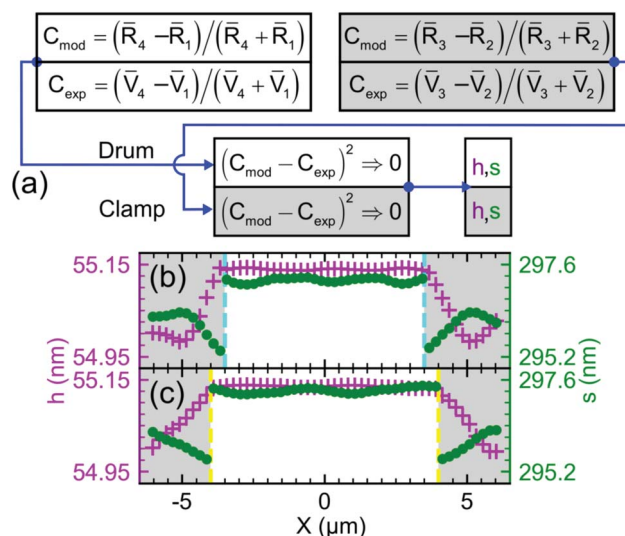 C_mod = (R̄_4 − R̄_1)/(R̄_4 + R̄_1)
C_exp = (V̄_4 − V̄_1)/(V̄_4 + V̄_1)
C_mod = (R̄_3 − R̄_2)/(R̄_3 + R̄_2)
C_exp = (V̄_3 − V̄_2)/(V̄_3 + V̄_2)
Drum
(C_mod − C_exp)^2 ⇒ 0
h,s
(a)
Clamp
(C_mod − C_exp)^2 ⇒ 0
h,s
55.15
(b)
297.6
54.95
295.2
55.15
(c)
297.6
54.95
295.2
h (nm)
s (nm)
-5
0
5
X (μm)